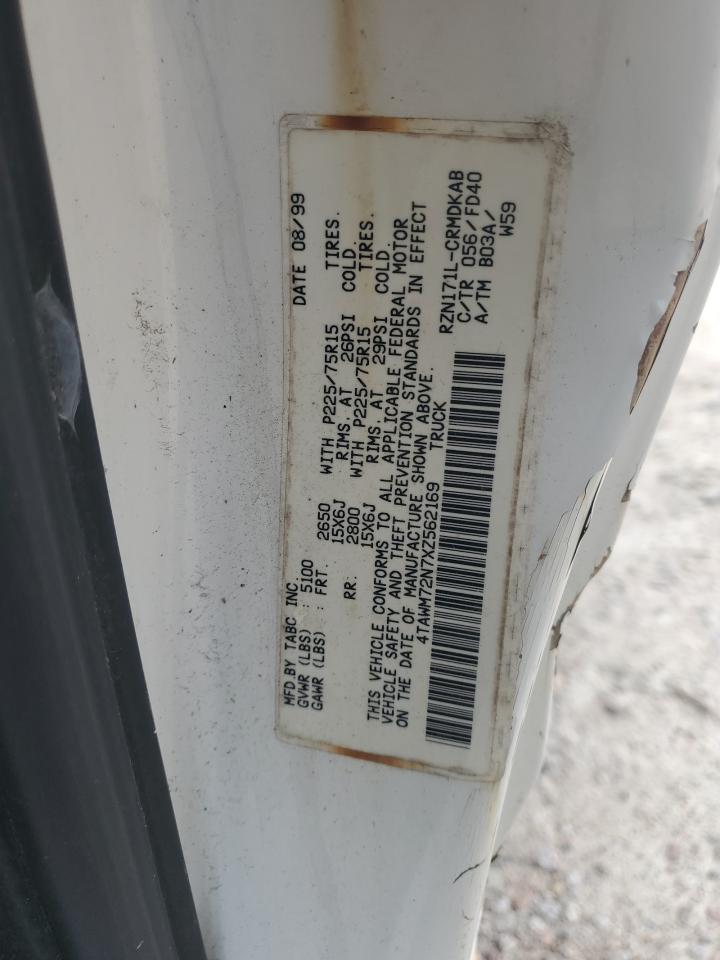 MFD.BY TABC INC. DATE 08/99
GVWR (LBS) : 5100
GAWR (LBS) : FRT. 2650 WITH P225/75R15 TIRES.
15X6J RIMS. AT 26PSI COLD.
RR. 2800 WITH P225/75R15 TIRES.
15X6J RIMS. AT 29PSI COLD.
THIS VEHICLE CONFORMS TO ALL APPLICABLE FEDERAL MOTOR
VEHICLE SAFETY AND THEFT PREVENTION STANDARDS IN EFFECT
ON THE DATE OF MANUFACTURE SHOWN ABOVE.
4TAWM72N7XZ562169 TRUCK
RZN171L-CRMDKAB
C/TR 056/FD40
A/TM B03A/
W59